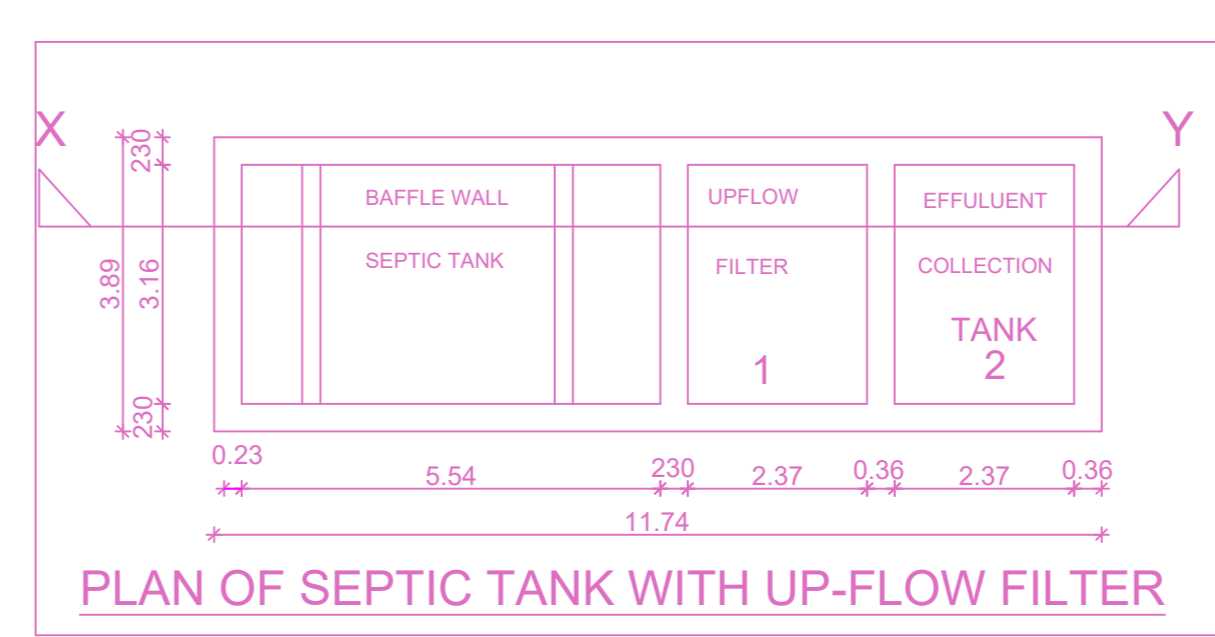 X
Y
230
3.89
3.16
230
BAFFLE WALL
SEPTIC TANK
UPFLOW
FILTER
1
EFFULUENT
COLLECTION
TANK
2
0.23
5.54
230
2.37
0.36
2.37
0.36
11.74
PLAN OF SEPTIC TANK WITH UP-FLOW FILTER